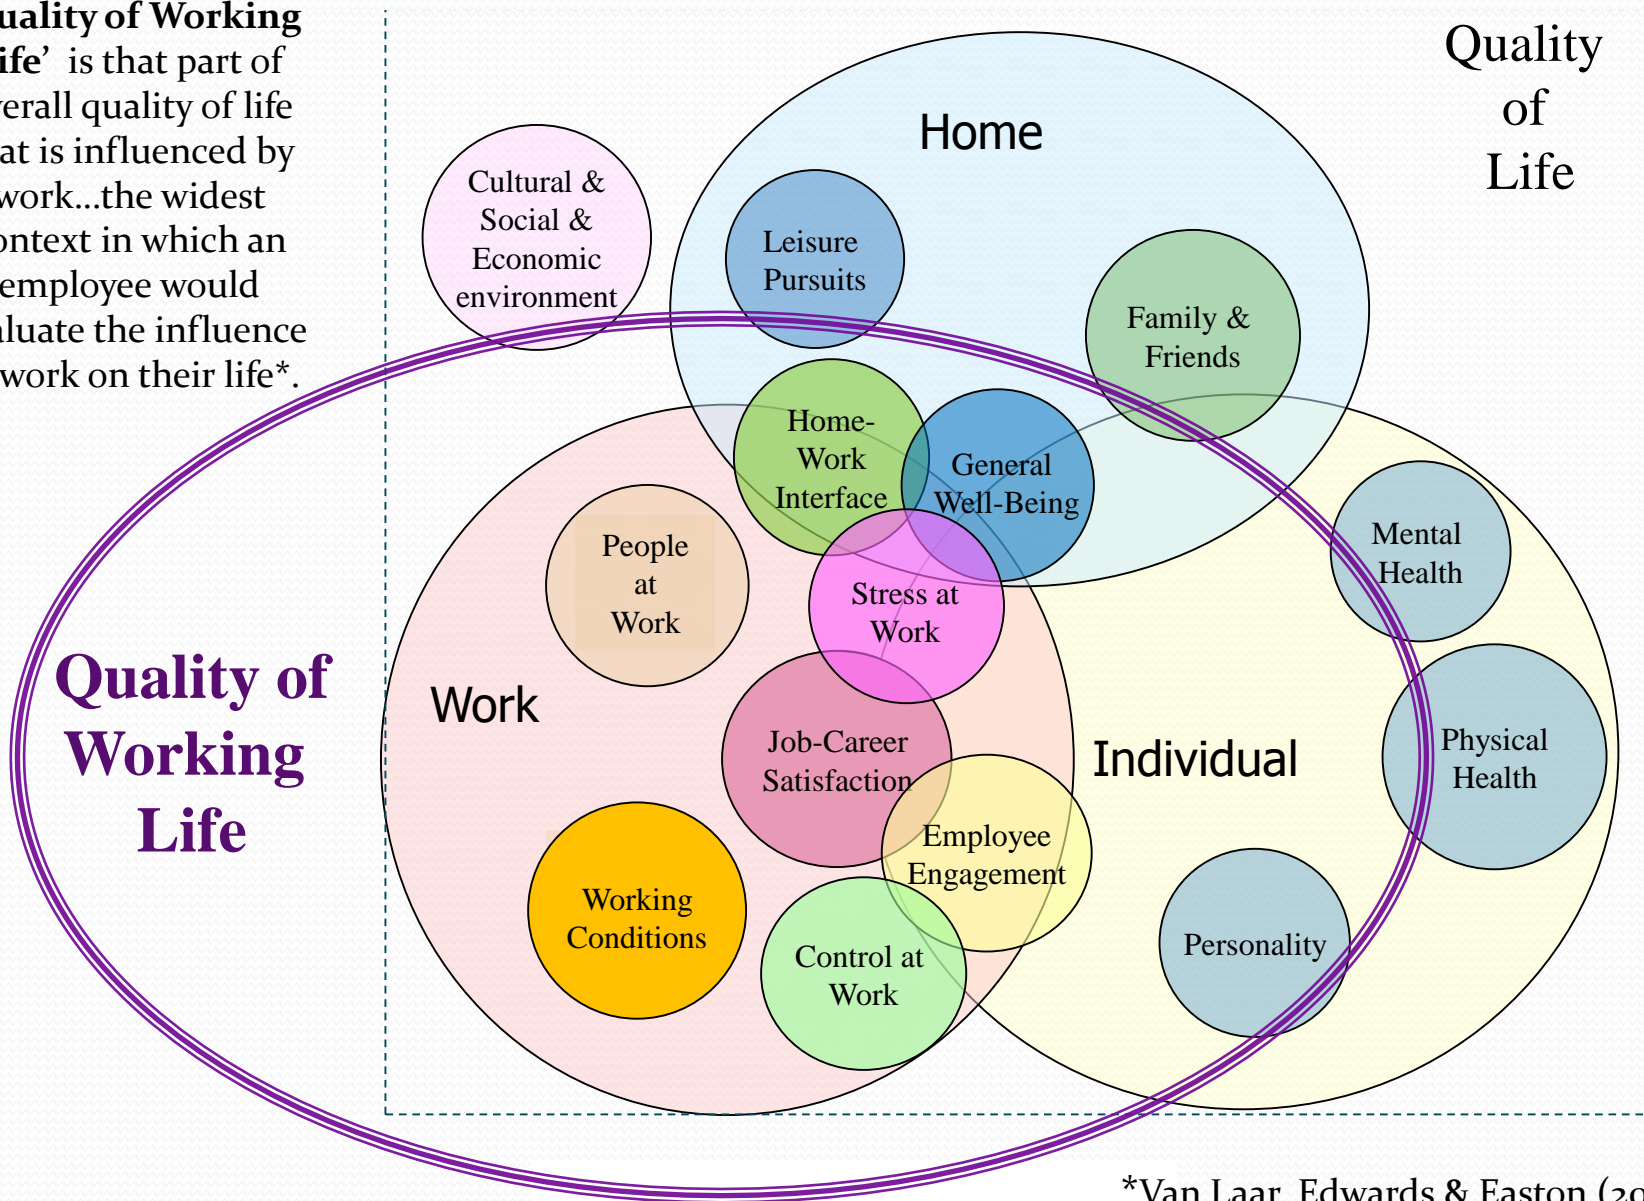 uality of Working
ife’ is that part of
verall quality of life
at is influenced by
work...the widest
ontext in which an
employee would
aluate the influence
work on their life*.
Quality
of
Life
Home
Cultural &
Social &
Economic
environment
Leisure
Pursuits
Family &
Friends
Home-
Work
Interface
General
Well-Being
Mental
Health
People
at
Work
Stress at
Work
Quality of
Working
Life
Work
Job-Career
Satisfaction
Individual
Physical
Health
Employee
Engagement
Working
Conditions
Control at
Work
Personality
*Van Laar, Edwards & Easton (20